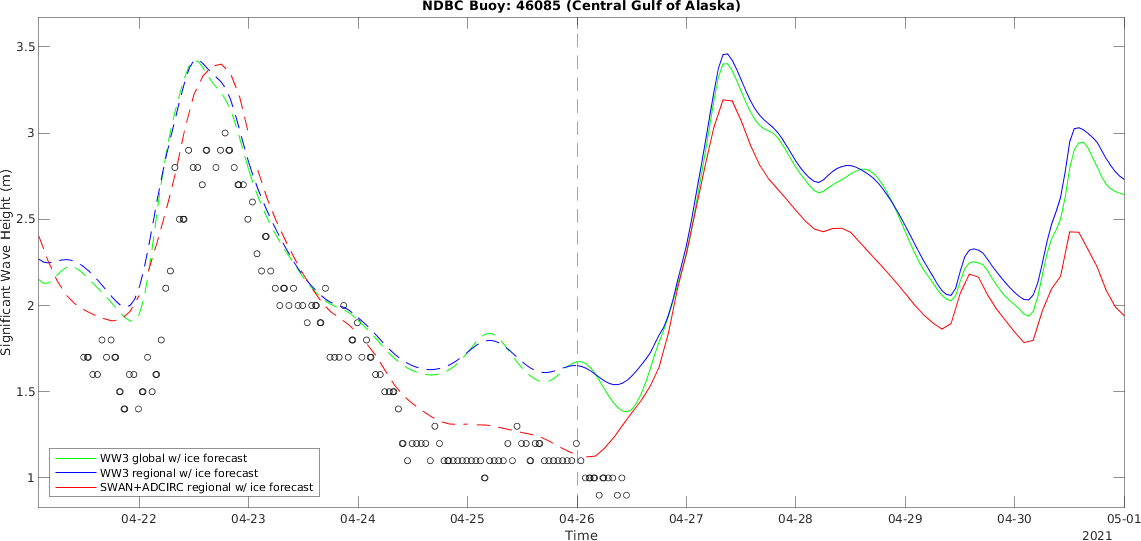 NDBC Buoy: 46085 (Central Gulf of Alaska)
Significant Wave Height (m)
3.5
3
2.5
2
1.5
1
WW3 global w/ ice forecast
WW3 regional w/ ice forecast
SWAN+ADCIRC regional w/ ice forecast
04-22 04-23 04-24 04-25 04-26 04-27 04-28 04-29 04-30 05-01
Time
2021